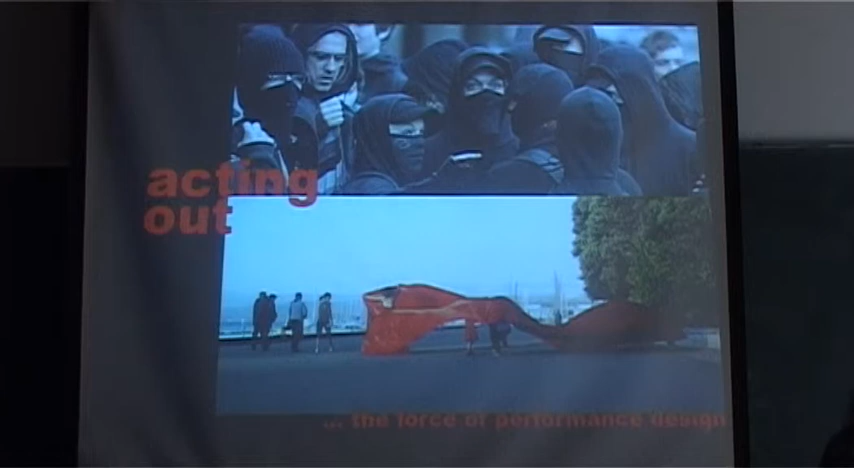 acting
out
... the force of performance design